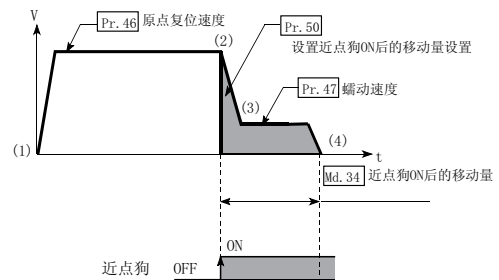 V
Pr.46 原点复位速度
(2)
Pr.50
设置近点狗ON后的移动量设置
Pr.47 蠕动速度
(3)
(1)
(4)
t
Md.34 近点狗ON后的移动量
ON
近点狗 OFF